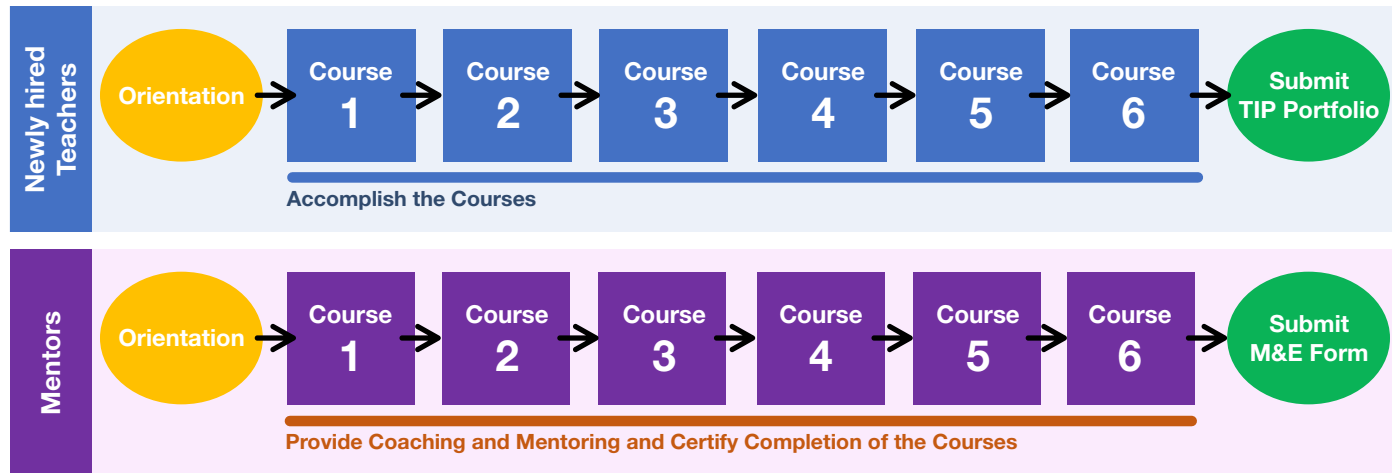 Newly hired
Teachers
Orientation
Course
1
Course
2
Course
3
Course
4
Course
5
Course
6
Submit
TIP Portfolio
Accomplish the Courses
Mentors
Orientation
Course
1
Course
2
Course
3
Course
4
Course
5
Course
6
Submit
M&E Form
Provide Coaching and Mentoring and Certify Completion of the Courses